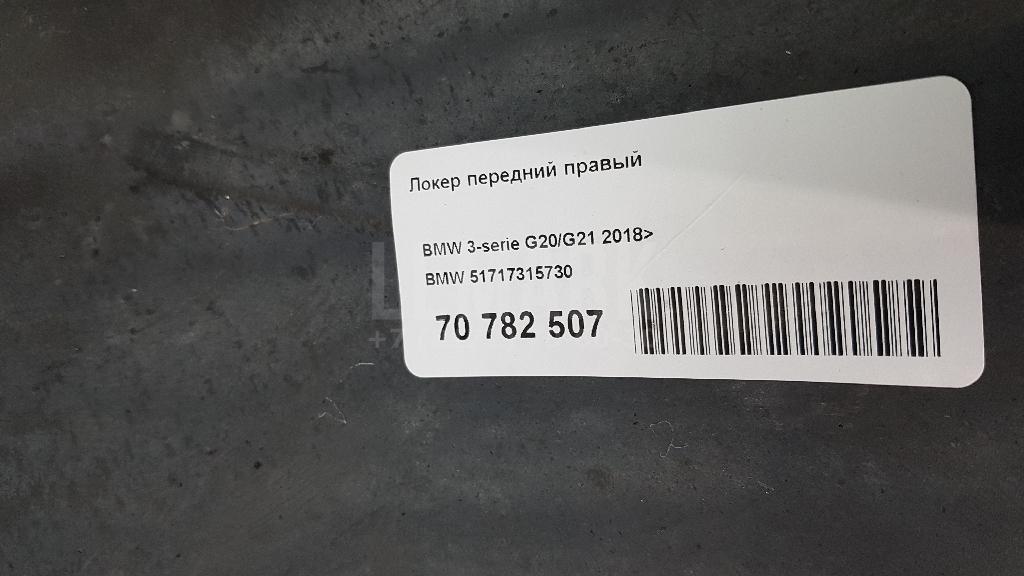 Локер передний правый
BMW 3-serie G20/G21 2018>
BMW 51717315730
70 782 507